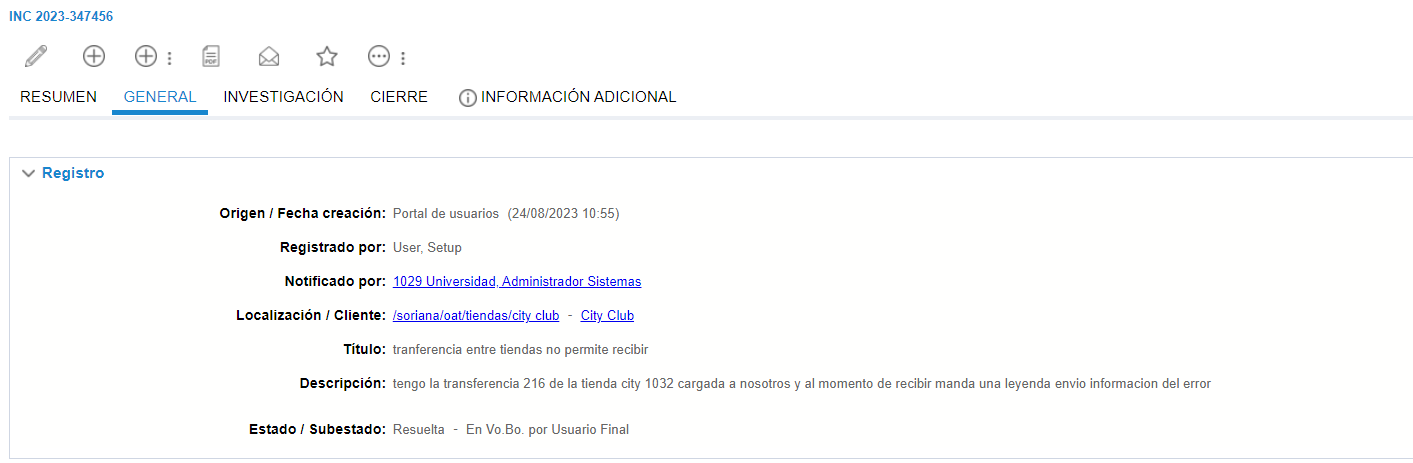 INC 2023-347456
PDF
RESUMEN GENERAL INVESTIGACIÓN CIERRE INFORMACIÓN ADICIONAL
Registro
Origen / Fecha creación: Portal de usuarios (24/08/2023 10:55)
Registrado por: User, Setup
Notificado por: 1029 Universidad, Administrador Sistemas
Localización / Cliente: /soriana/oat/tiendas/city club - City Club
Título: tranferencia entre tiendas no permite recibir
Descripción: tengo la transferencia 216 de la tienda city 1032 cargada a nosotros y al momento de recibir manda una leyenda envio informacion del error
Estado / Subestado: Resuelta - En Vo.Bo. por Usuario Final